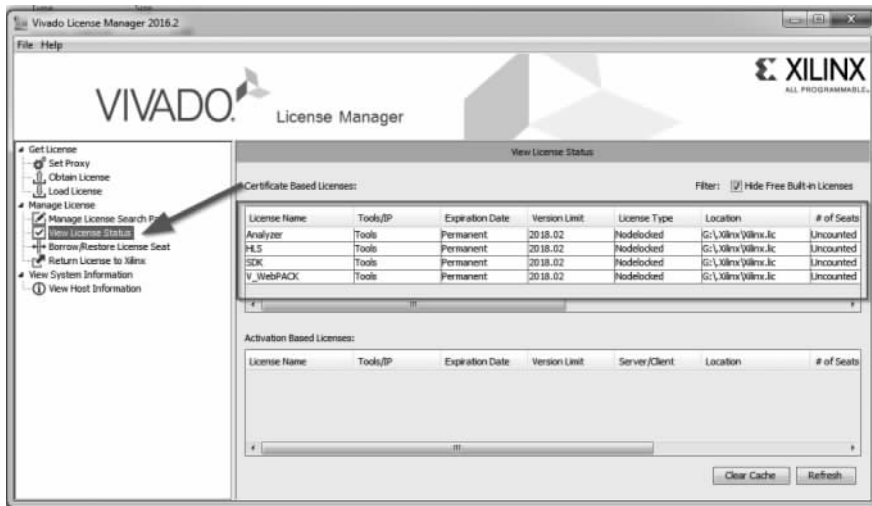 Vivado License Manager 2016.2
File Help
VIVADO. License Manager
XILINX
ALL PROGRAMMABLE.
Get License
Set Proxy
Obtain License
Load License
Manage License
Manage License Search
View License Status
Borrow/Restore License Seat
Return License to Xilinx
View System Information
View Host Information
View License Status
Certificate Based Licenses:
Filter: Hide Free Built-in Licenses
License Name Tools/IP Expiration Date Version Limit License Type Location # of Seats
Analyzer Tools Permanent 2018.02 Nodelocked G:\.Xilinx\Xilinx.lic Uncounted
HLS Tools Permanent 2018.02 Nodelocked G:\.Xilinx\Xilinx.lic Uncounted
SDK Tools Permanent 2018.02 Nodelocked G:\.Xilinx\Xilinx.lic Uncounted
V_WebPACK Tools Permanent 2018.02 Nodelocked G:\.Xilinx\Xilinx.lic Uncounted
Activation Based Licenses:
License Name Tools/IP Expiration Date Version Limit Server/Client Location # of Seats
Clear Cache Refresh